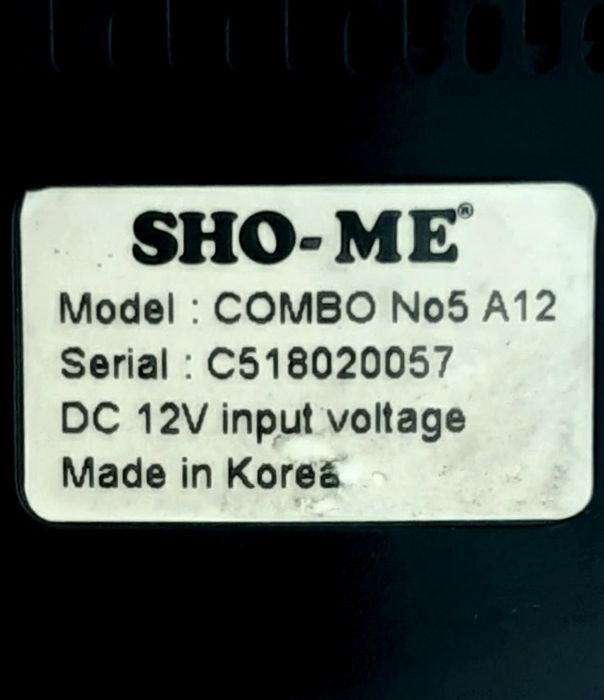 SHO-ME®
Model : COMBO No5 A12
Serial : C518020057
DC 12V input voltage
Made in Korea